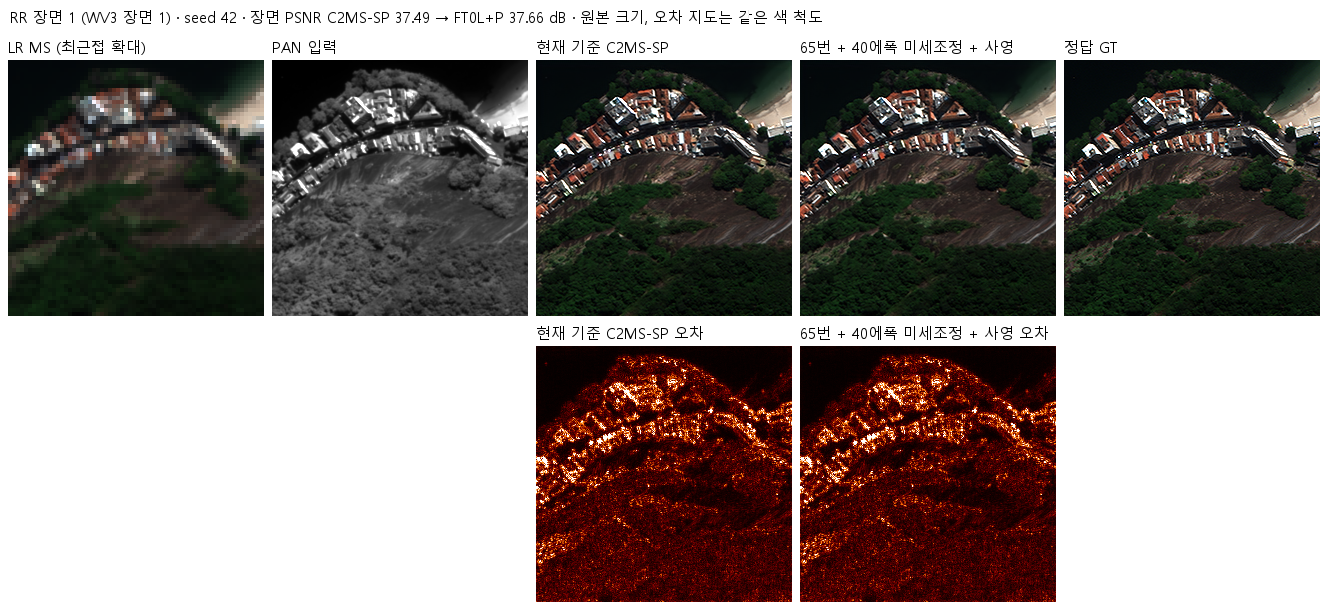 RR 장면 1 (WV3 장면 1) · seed 42 · 장면 PSNR C2MS-SP 37.49 → FT0L+P 37.66 dB · 원본 크기, 오차 지도는 같은 색 척도
LR MS (최근접 확대)
PAN 입력
현재 기준 C2MS-SP
65번 + 40에폭 미세조정 + 사영
정답 GT
현재 기준 C2MS-SP 오차
65번 + 40에폭 미세조정 + 사영 오차